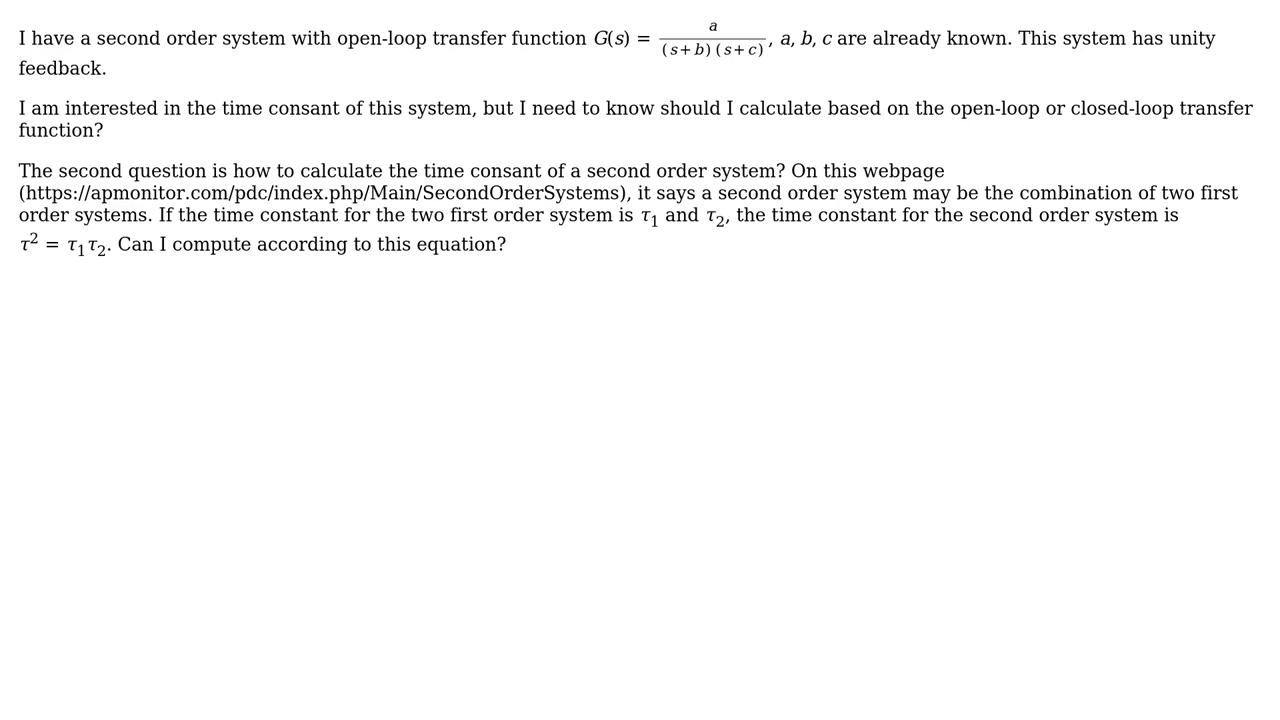 I have a second order system with open-loop transfer function G(s) = a/((s+b) (s+c)), a, b, c are already known. This system has unity
feedback.
I am interested in the time consant of this system, but I need to know should I calculate based on the open-loop or closed-loop transfer
function?
The second question is how to calculate the time consant of a second order system? On this webpage
(https://apmonitor.com/pdc/index.php/Main/SecondOrderSystems), it says a second order system may be the combination of two first
order systems. If the time constant for the two first order system is τ₁ and τ₂, the time constant for the second order system is
τ² = τ₁τ₂. Can I compute according to this equation?